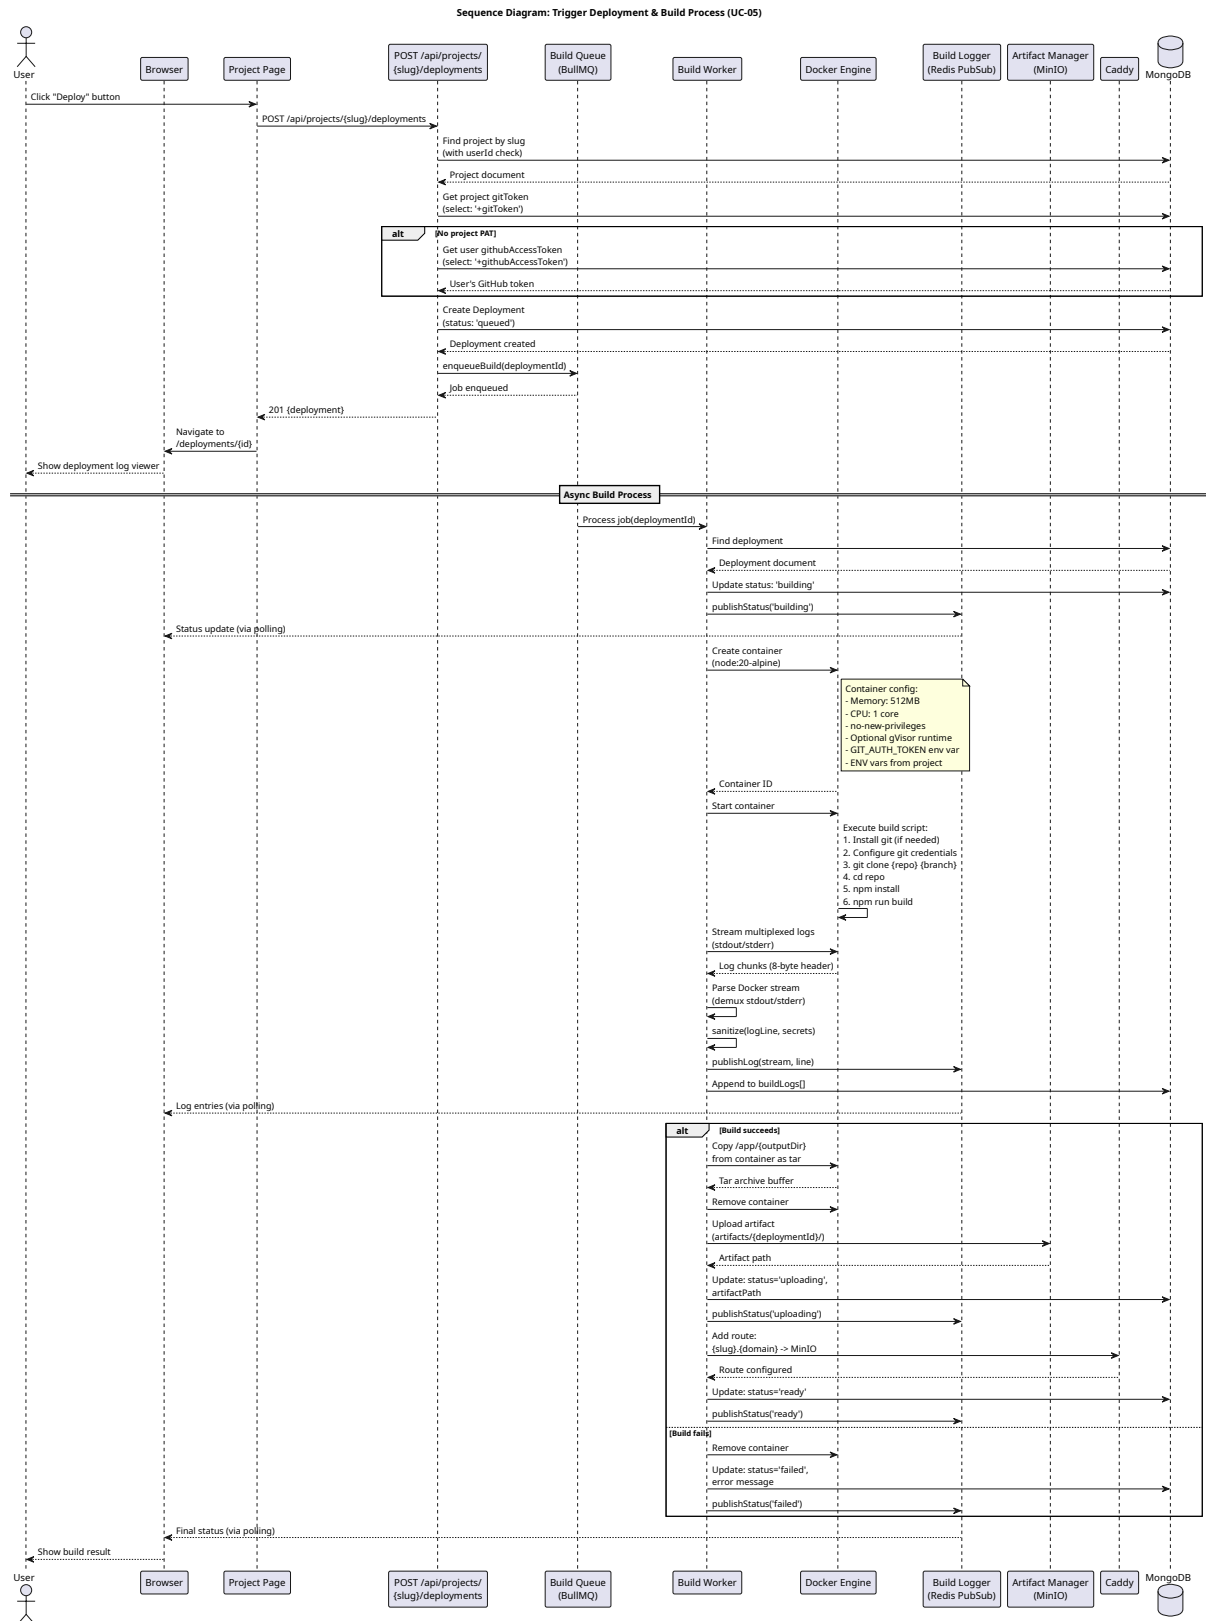 Sequence Diagram: Trigger Deployment & Build Process (UC-05)
User
Browser
Project Page
POST /api/projects/
{slug}/deployments
Build Queue
(BullMQ)
Build Worker
Docker Engine
Build Logger
(Redis PubSub)
Artifact Manager
(MinIO)
Caddy
MongoDB
Click "Deploy" button
POST /api/projects/{slug}/deployments
Find project by slug
(with userId check)
Project document
Get project gitToken
(select: '+gitToken')
alt [No project PAT]
Get user githubAccessToken
(select: '+githubAccessToken')
User's GitHub token
Create Deployment
(status: 'queued')
Deployment created
enqueueBuild(deploymentId)
Job enqueued
201 {deployment}
Navigate to
/deployments/{id}
Show deployment log viewer
Async Build Process
Process job(deploymentId)
Find deployment
Deployment document
Update status: 'building'
publishStatus('building')
Status update (via polling)
Create container
(node:20-alpine)
Container config:
- Memory: 512MB
- CPU: 1 core
- no-new-privileges
- Optional gVisor runtime
- GIT_AUTH_TOKEN env var
- ENV vars from project
Container ID
Start container
Execute build script:
1. Install git (if needed)
2. Configure git credentials
3. git clone {repo} {branch}
4. cd repo
5. npm install
6. npm run build
Stream multiplexed logs
(stdout/stderr)
Log chunks (8-byte header)
Parse Docker stream
(demux stdout/stderr)
sanitize(logLine, secrets)
publishLog(stream, line)
Append to buildLogs[]
Log entries (via polling)
alt [Build succeeds]
Copy /app/{outputDir}
from container as tar
Tar archive buffer
Remove container
Upload artifact
(artifacts/{deploymentId}/)
Artifact path
Update: status='uploading',
artifactPath
publishStatus('uploading')
Add route:
{slug}.{domain} -> MinIO
Route configured
Update: status='ready'
publishStatus('ready')
[Build fails]
Remove container
Update: status='failed',
error message
publishStatus('failed')
Final status (via polling)
Show build result
User
Browser
Project Page
POST /api/projects/
{slug}/deployments
Build Queue
(BullMQ)
Build Worker
Docker Engine
Build Logger
(Redis PubSub)
Artifact Manager
(MinIO)
Caddy
MongoDB